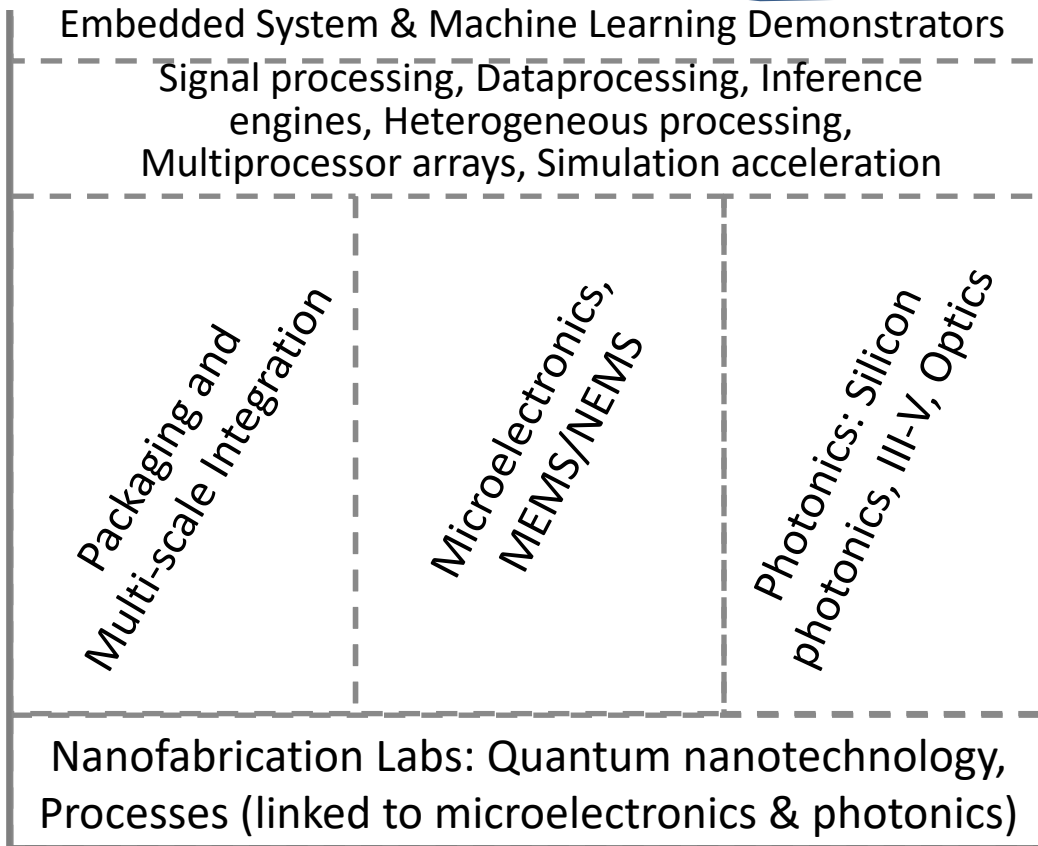 Embedded System & Machine Learning Demonstrators
Signal processing, Dataprocessing, Inference
engines, Heterogeneous processing,
Multiprocessor arrays, Simulation acceleration
Packaging and
Multi-scale Integration
Microelectronics,
MEMS/NEMS
Photonics: Silicon
photonics, III-V, Optics
Nanofabrication Labs: Quantum nanotechnology,
Processes (linked to microelectronics & photonics)